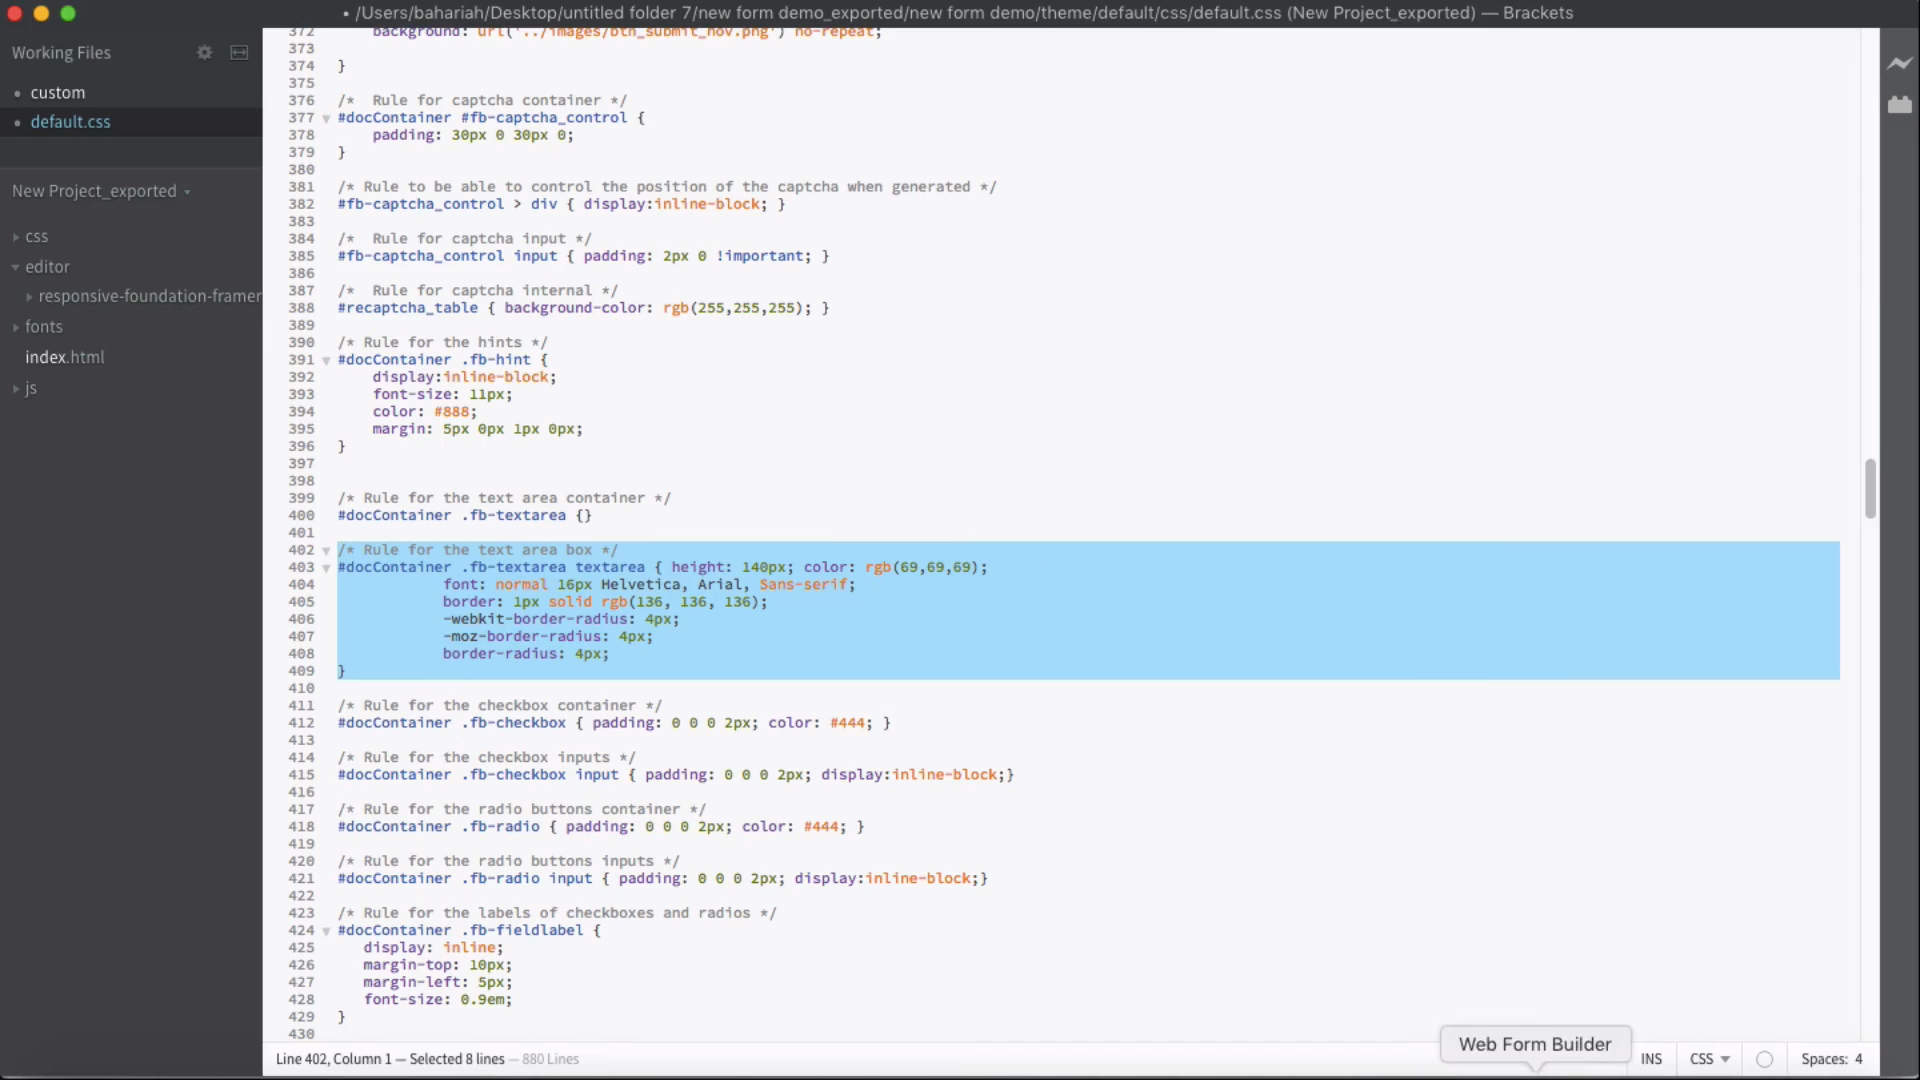 • /Users/bahariah/Desktop/untitled folder 7/new form demo_exported/new form demo/theme/default/css/default.css (New Project_exported) — Brackets
Working Files
• custom
• default.css
New Project_exported
css
editor
responsive-foundation-framer
fonts
index.html
js
372 background: url('../images/btn_submit_hov.png') no-repeat;
373
374 }
375
376 /*  Rule for captcha container */
377 #docContainer #fb-captcha_control {
378 padding: 30px 0 30px 0;
379 }
380
381 /* Rule to be able to control the position of the captcha when generated */
382 #fb-captcha_control > div { display:inline-block; }
383
384 /*  Rule for captcha input */
385 #fb-captcha_control input { padding: 2px 0 !important; }
386
387 /*  Rule for captcha internal */
388 #recaptcha_table { background-color: rgb(255,255,255); }
389
390 /* Rule for the hints */
391 #docContainer .fb-hint {
392 display:inline-block;
393 font-size: 11px;
394 color: #888;
395 margin: 5px 0px 1px 0px;
396 }
397
398
399 /* Rule for the text area container */
400 #docContainer .fb-textarea {}
401
402 /* Rule for the text area box */
403 #docContainer .fb-textarea textarea { height: 140px; color: rgb(69,69,69);
404 font: normal 16px Helvetica, Arial, Sans-serif;
405 border: 1px solid rgb(136, 136, 136);
406 -webkit-border-radius: 4px;
407 -moz-border-radius: 4px;
408 border-radius: 4px;
409 }
410
411 /* Rule for the checkbox container */
412 #docContainer .fb-checkbox { padding: 0 0 0 2px; color: #444; }
413
414 /* Rule for the checkbox inputs */
415 #docContainer .fb-checkbox input { padding: 0 0 0 2px; display:inline-block;}
416
417 /* Rule for the radio buttons container */
418 #docContainer .fb-radio { padding: 0 0 0 2px; color: #444; }
419
420 /* Rule for the radio buttons inputs */
421 #docContainer .fb-radio input { padding: 0 0 0 2px; display:inline-block;}
422
423 /* Rule for the labels of checkboxes and radios */
424 #docContainer .fb-fieldlabel {
425 display: inline;
426 margin-top: 10px;
427 margin-left: 5px;
428 font-size: 0.9em;
429 }
430
Web Form Builder
Line 402, Column 1 — Selected 8 lines — 880 Lines
INS CSS Spaces: 4